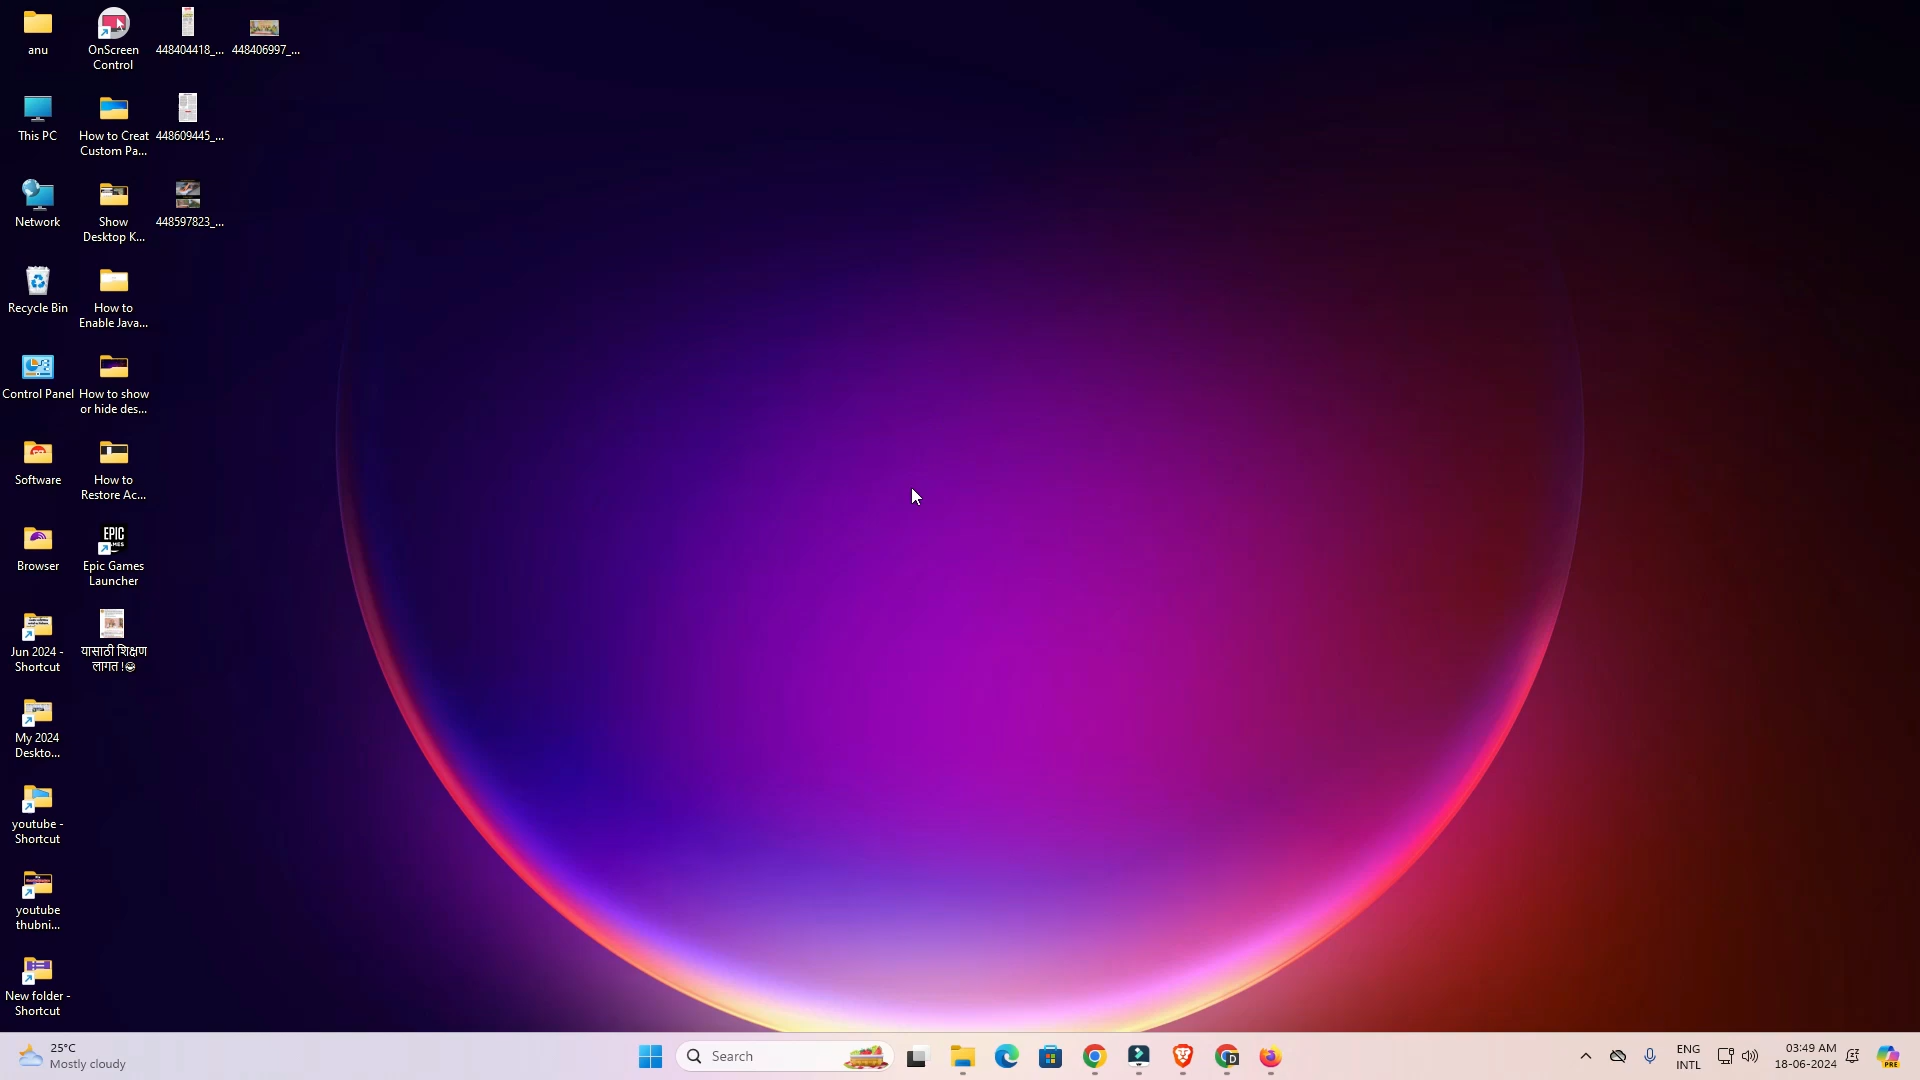 anu
OnScreen
Control
448404418_...
448406997_...
This PC
How to Creat
Custom Pa...
448609445_...
Network
Show
Desktop K...
448597823_...
Recycle Bin
How to
Enable Java...
Control Panel
How to show
or hide des...
Software
How to
Restore Ac...
EPIC
GAMES
Browser
Epic Games
Launcher
Jun 2024 -
Shortcut
यासाठी शिक्षण
लागत !😂
My 2024
Deskto...
youtube -
Shortcut
youtube
thubni...
New folder -
Shortcut
25°C
Mostly cloudy
Search
D
ENG
INTL
03:49 AM
18-06-2024
PRE